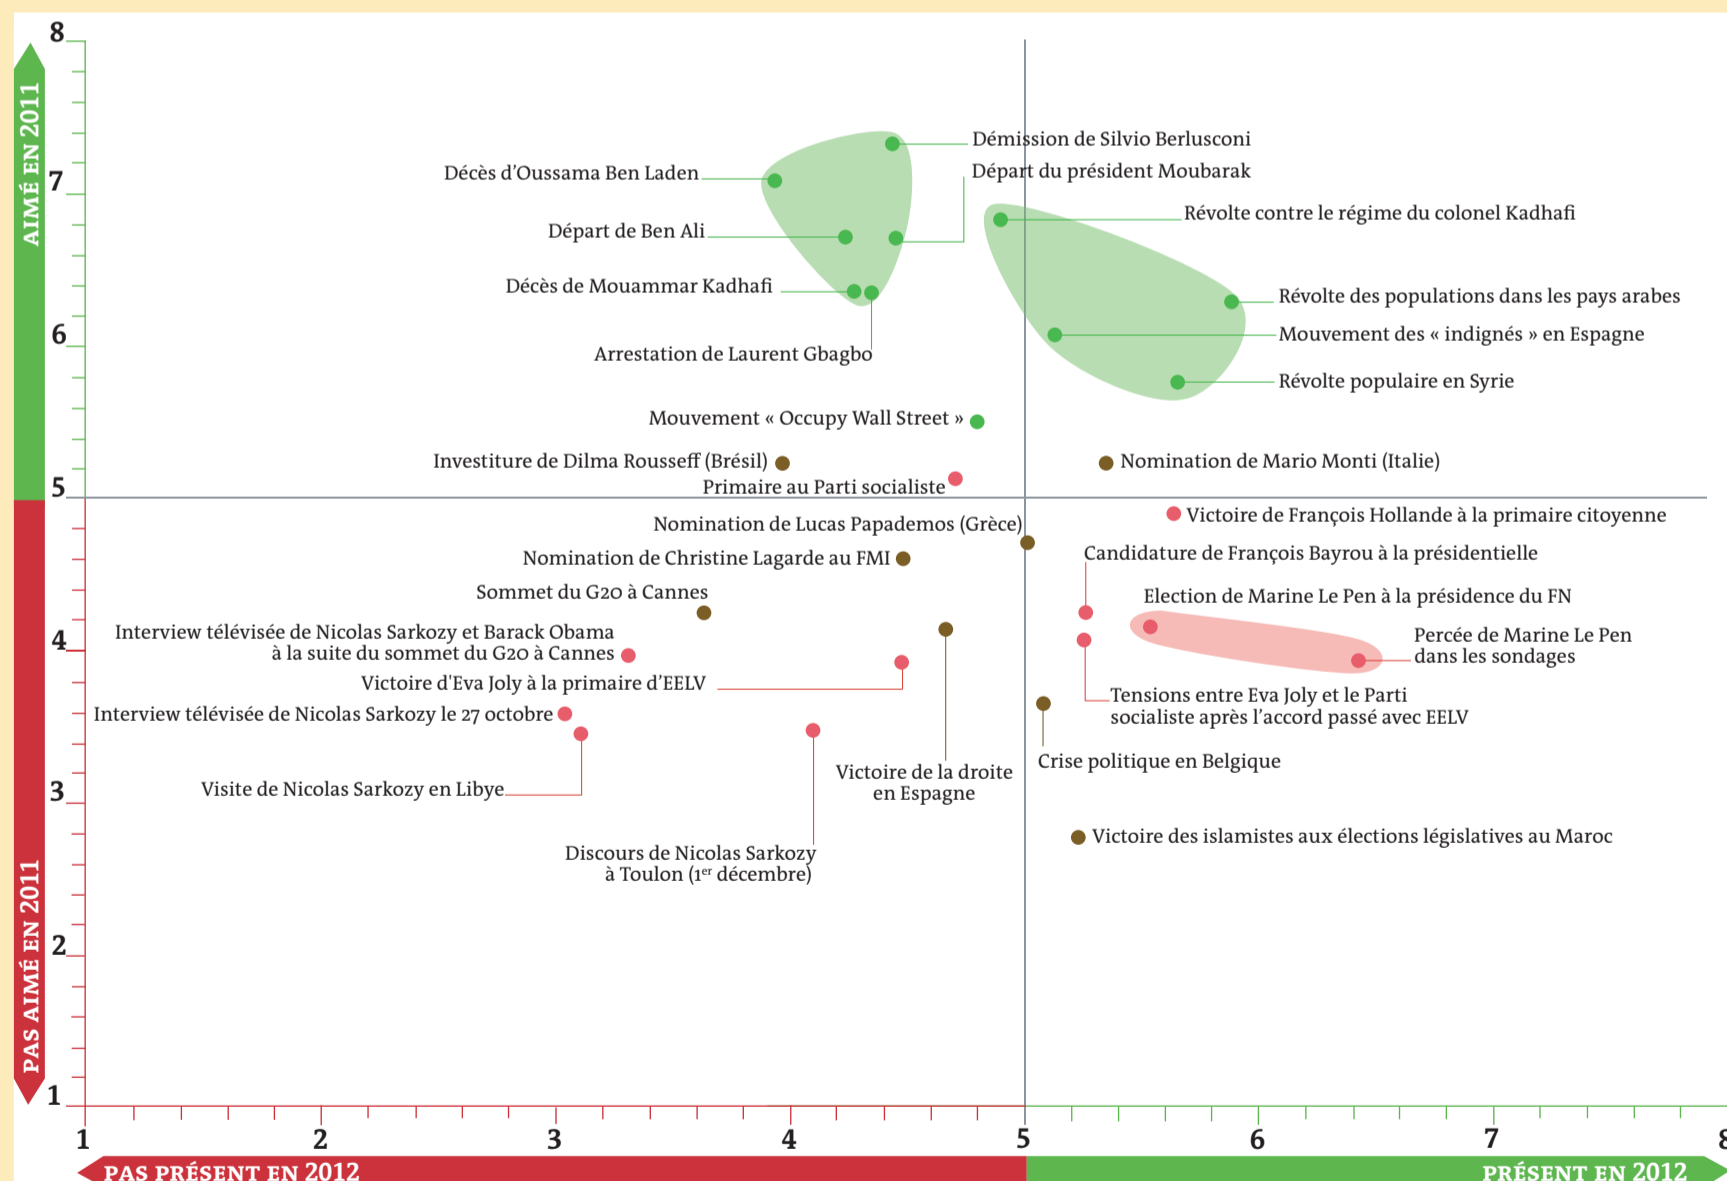 8
Démission de Silvio Berlusconi
Décès d'Oussama Ben Laden
Départ du président Moubarak
7
AIMÉ EN 2011
Révolte contre le régime du colonel Kadhafi
Départ de Ben Ali
Décès de Mouammar Kadhafi
Révolte des populations dans les pays arabes
6
Mouvement des « indignés » en Espagne
Arrestation de Laurent Gbagbo
Révolte populaire en Syrie
Mouvement « Occupy Wall Street »
Investiture de Dilma Rousseff (Brésil)
Nomination de Mario Monti (Italie)
5
Primaire au Parti socialiste
Victoire de François Hollande à la primaire citoyenne
Nomination de Lucas Papademos (Grèce)
Candidature de François Bayrou à la présidentielle
Nomination de Christine Lagarde au FMI
Sommet du G20 à Cannes
Election de Marine Le Pen à la présidence du FN
4
Interview télévisée de Nicolas Sarkozy et Barack Obama
à la suite du sommet du G20 à Cannes
Percée de Marine Le Pen
dans les sondages
Victoire d'Eva Joly à la primaire d'EELV
Tensions entre Eva Joly et le Parti
socialiste après l'accord passé avec EELV
Interview télévisée de Nicolas Sarkozy le 27 octobre
Crise politique en Belgique
Victoire de la droite
en Espagne
3
Visite de Nicolas Sarkozy en Libye
Victoire des islamistes aux élections législatives au Maroc
Discours de Nicolas Sarkozy
à Toulon (1er décembre)
2
PAS AIMÉ EN 2011
1
1
2
3
4
5
6
7
8
PAS PRÉSENT EN 2012
PRÉSENT EN 2012